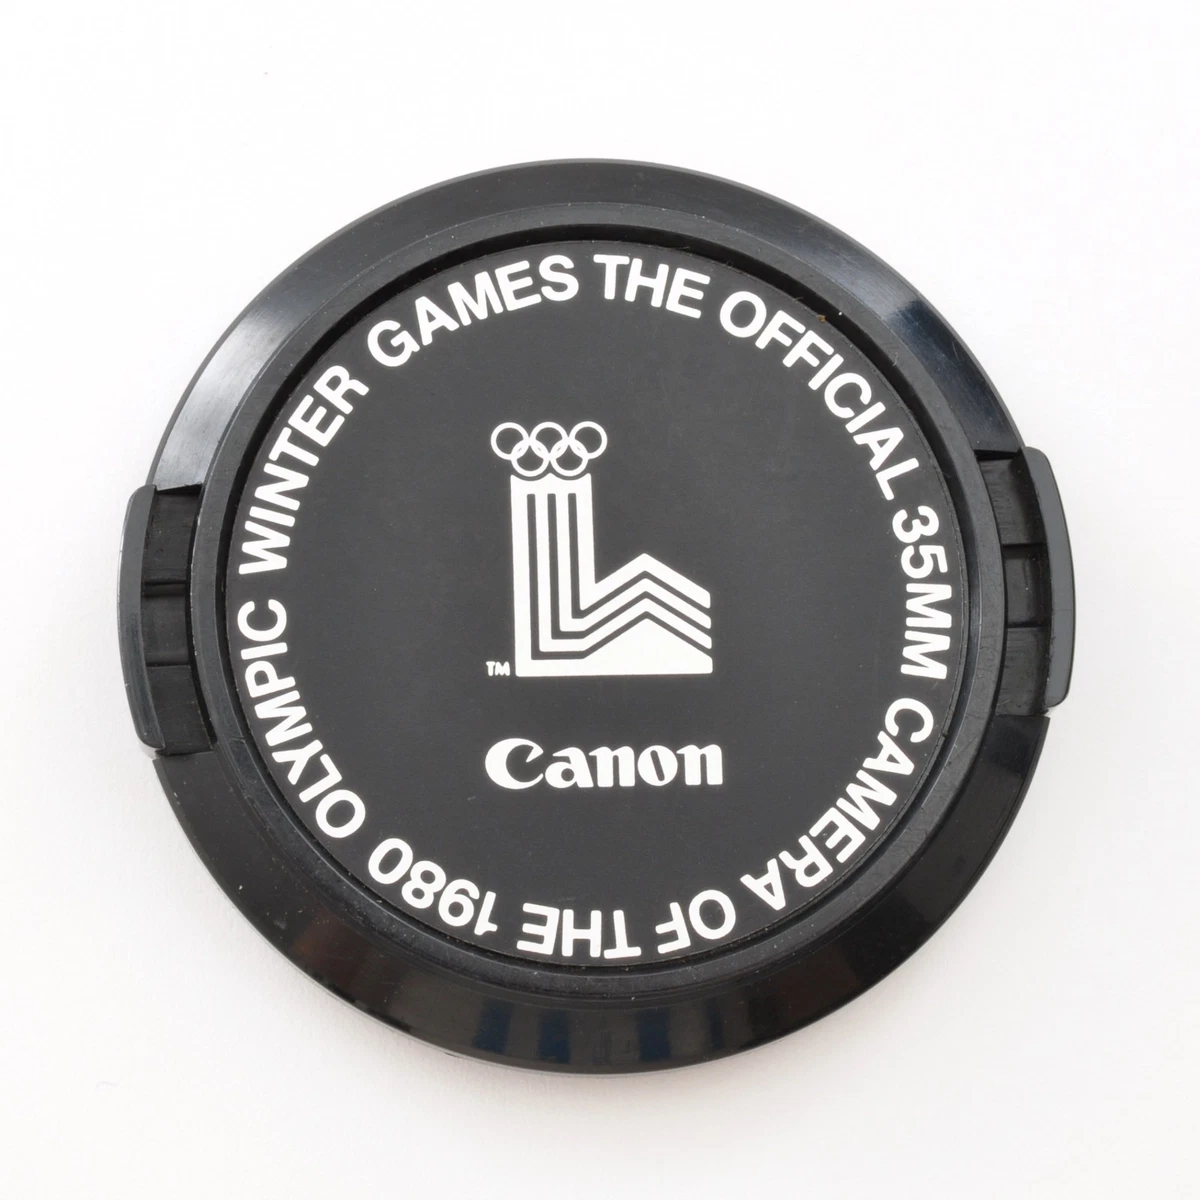 THE OFFICIAL 35MM CAMERA OF THE 1980 OLYMPIC WINTER GAMES
TM
Canon